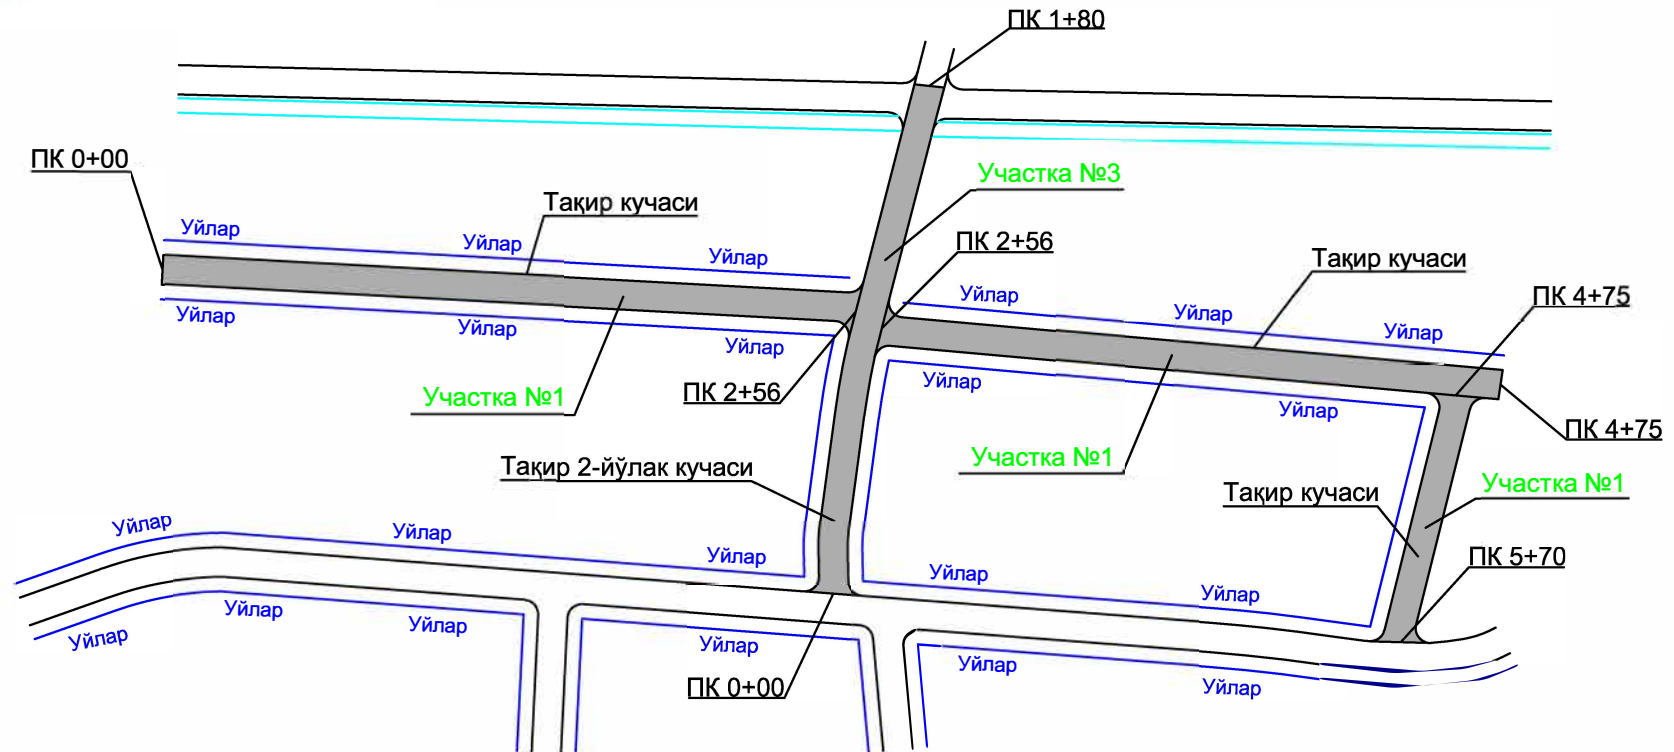 ПК 1+80
ПК 0+00
Участка №3
Тақир кучаси
Уйлар
Уйлар
Уйлар
ПК 2+56
Тақир кучаси
Уйлар
Уйлар
Уйлар
ПК 4+75
Уйлар
Уйлар
Уйлар
Уйлар
Уйлар
Участка №1
ПК 2+56
ПК 4+75
Участка №1
Тақир 2-йўлак кучаси
Тақир кучаси
Участка №1
Уйлар
Уйлар
Уйлар
ПК 5+70
Уйлар
Уйлар
Уйлар
Уйлар
Уйлар
Уйлар
Уйлар
Уйлар
ПК 0+00